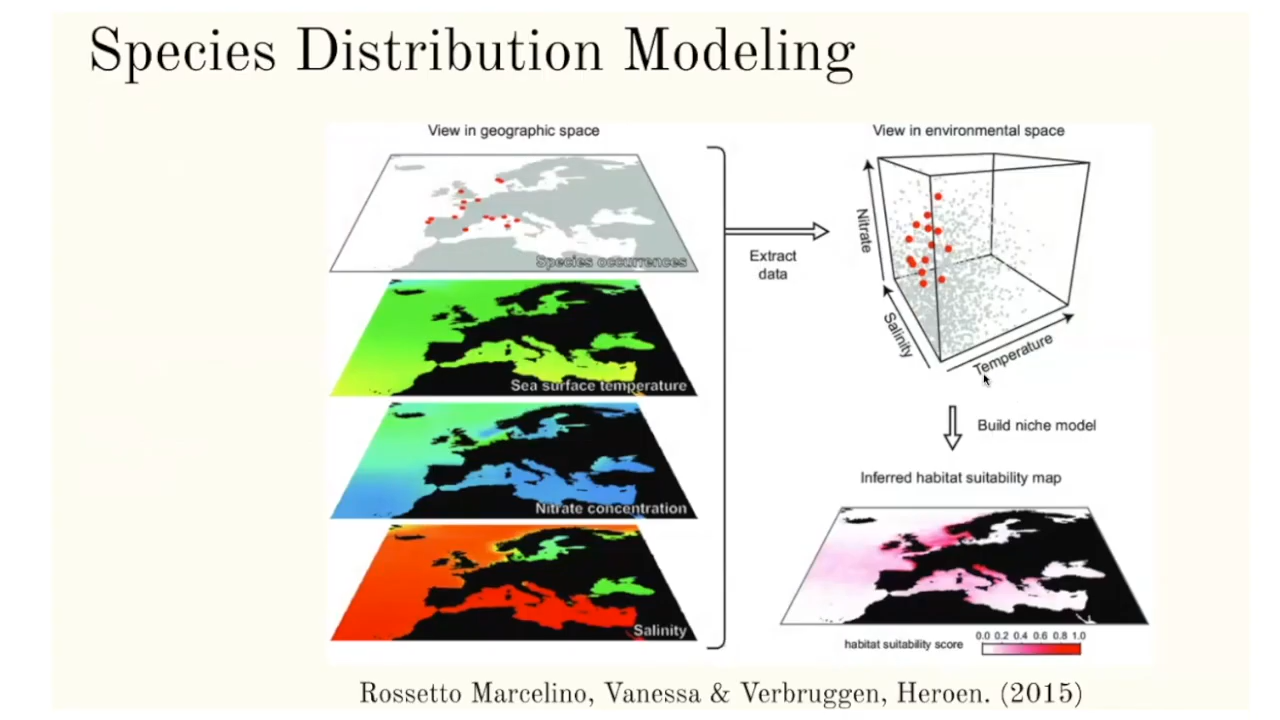 Species Distribution Modeling
View in geographic space
Species occurrences
Sea surface temperature
Nitrate concentration
Salinity
Extract
data
View in environmental space
Nitrate
Salinity
Temperature
Build niche model
Inferred habitat suitability map
habitat suitability score
0.0 0.2 0.4 0.6 0.8 1.0
Rossetto Marcelino, Vanessa & Verbruggen, Heroen. (2015)